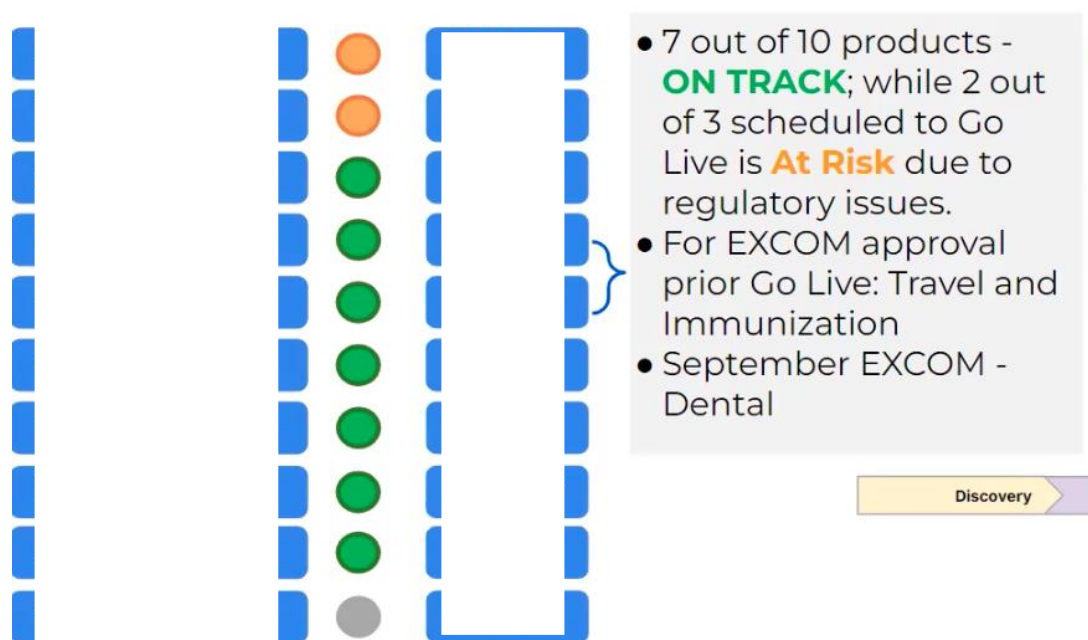 ● 7 out of 10 products -
ON TRACK; while 2 out
of 3 scheduled to Go
Live is At Risk due to
regulatory issues.
● For EXCOM approval
prior Go Live: Travel and
Immunization
● September EXCOM -
Dental
Discovery